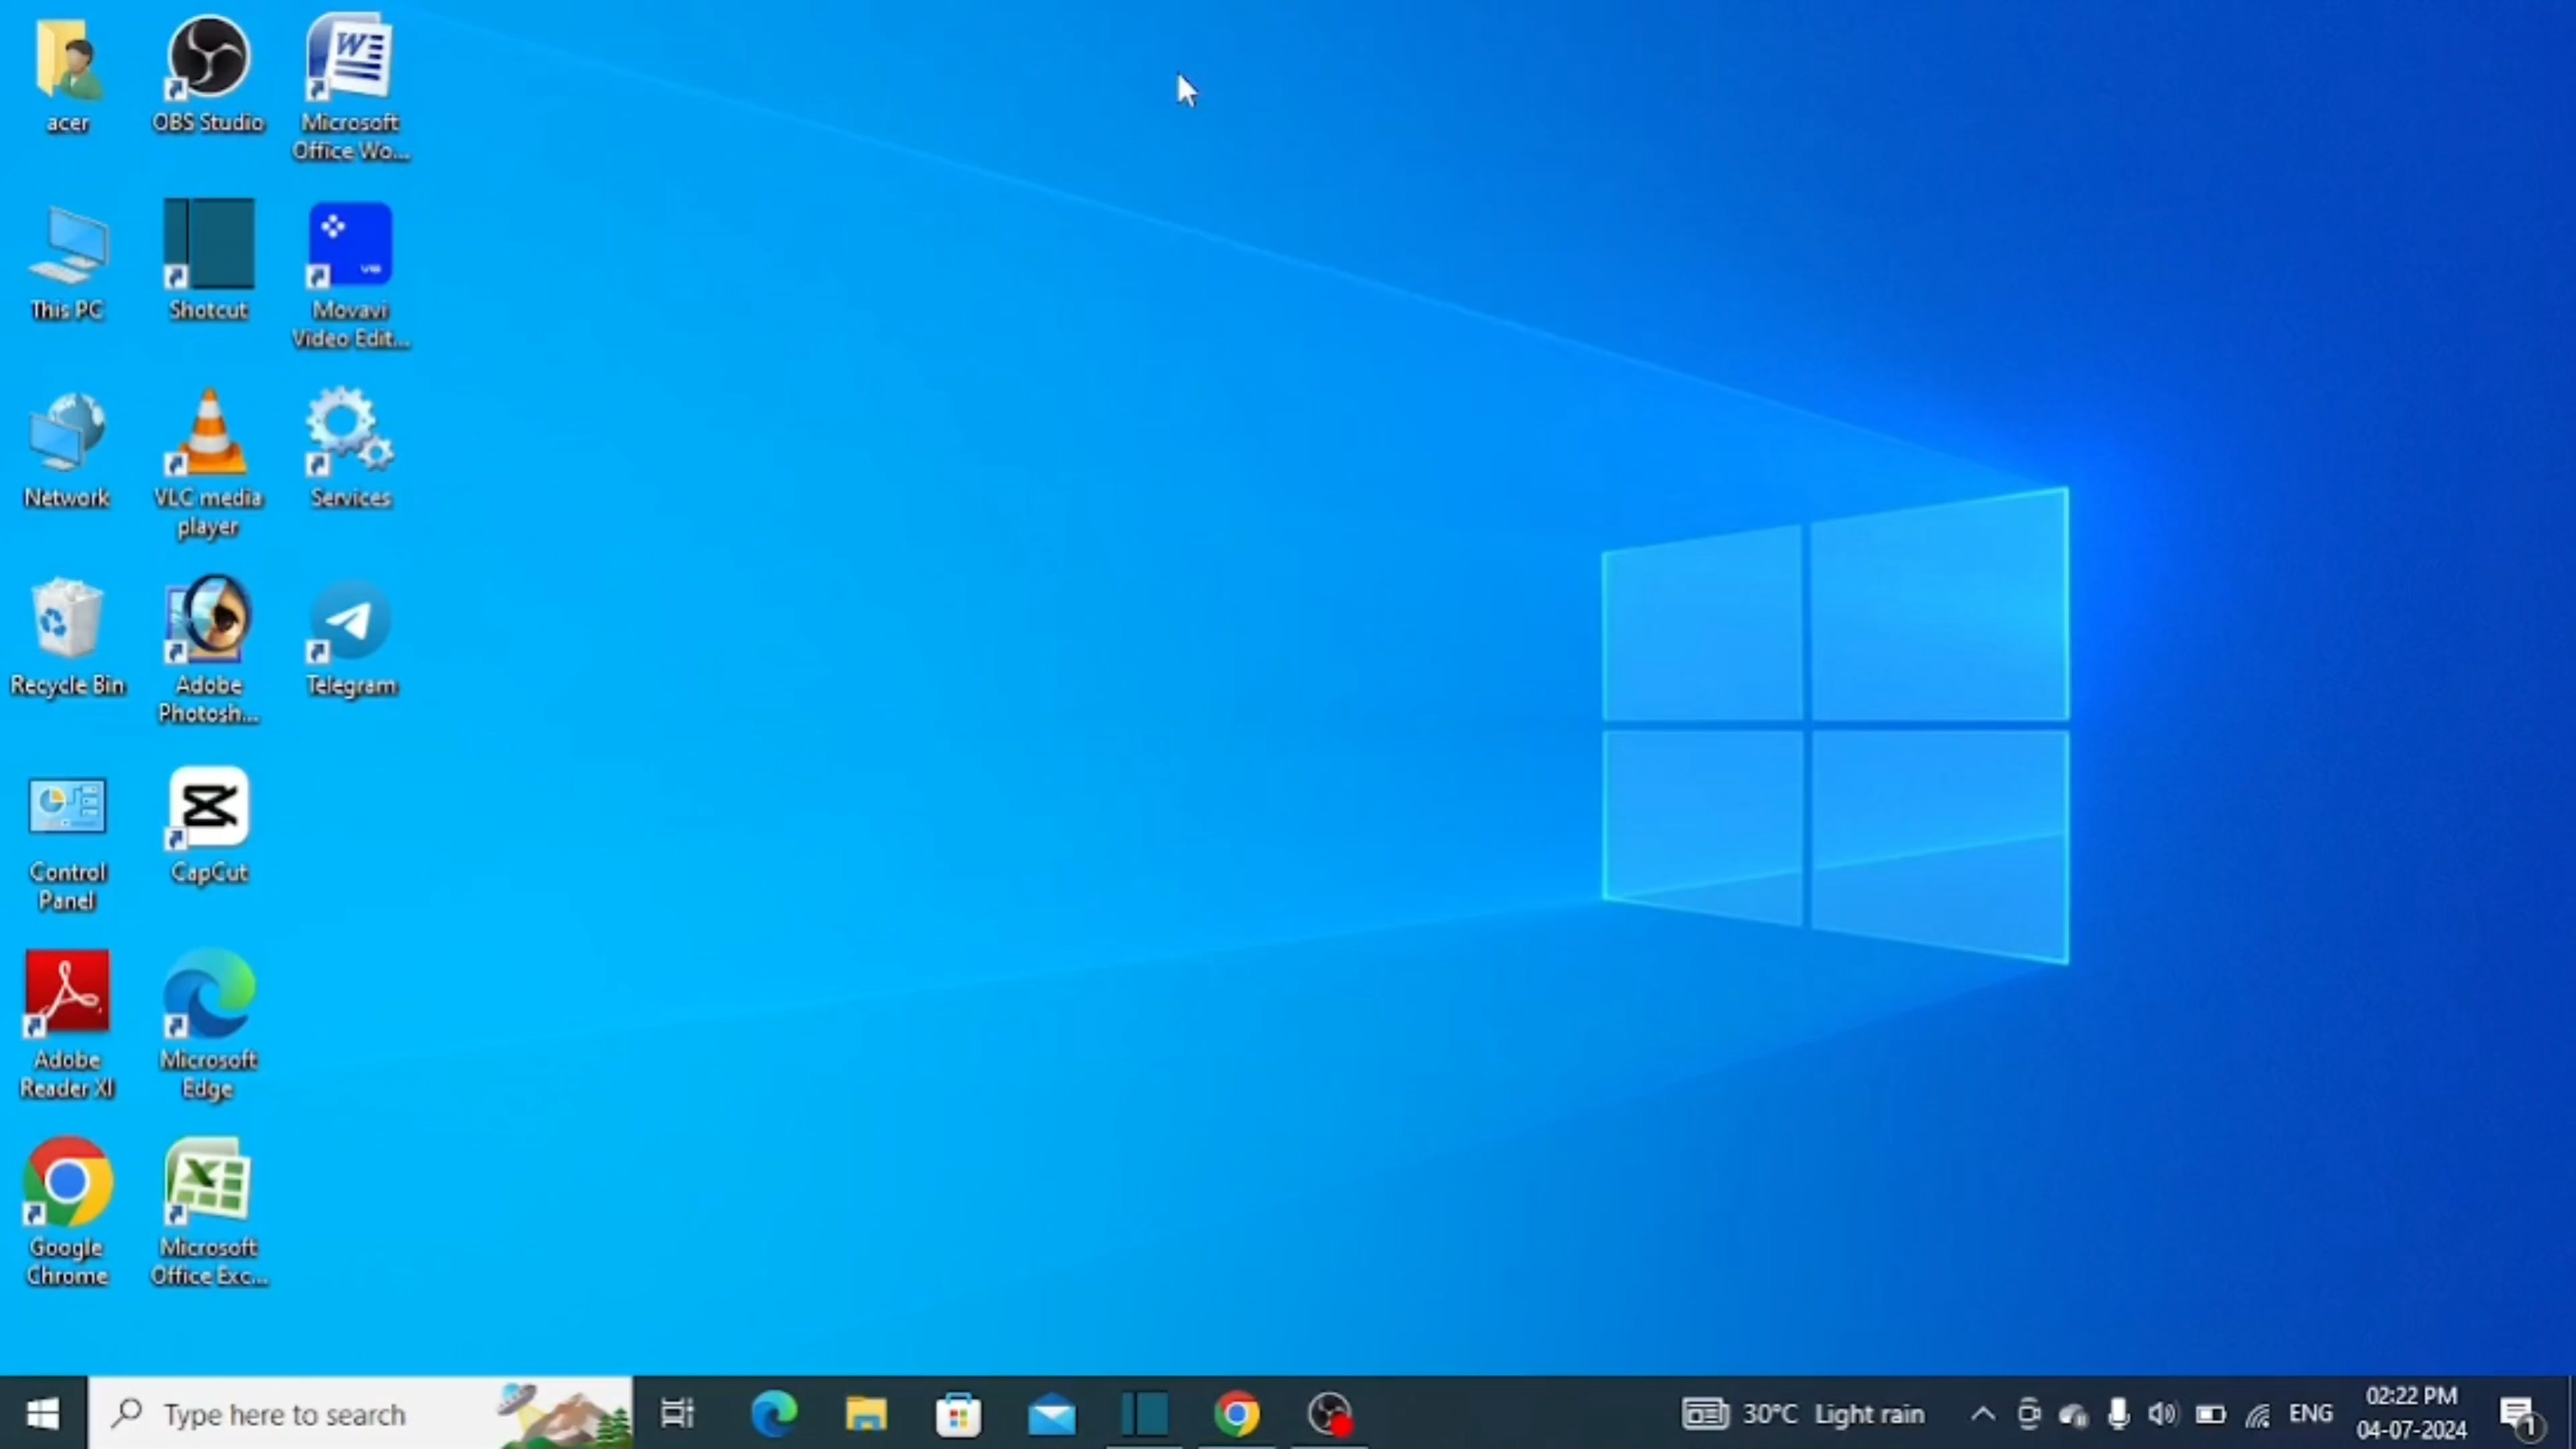 acer
OBS Studio
Microsoft
Office Wo...
This PC
Shotcut
Movavi
Video Edit...
Network
VLC media
player
Services
Recycle Bin
Adobe
Photosh...
Telegram
Control
Panel
CapCut
Adobe
Reader XI
Microsoft
Edge
Google
Chrome
Microsoft
Office Exc...
Type here to search
30°C Light rain
ENG
02:22 PM
04-07-2024
1